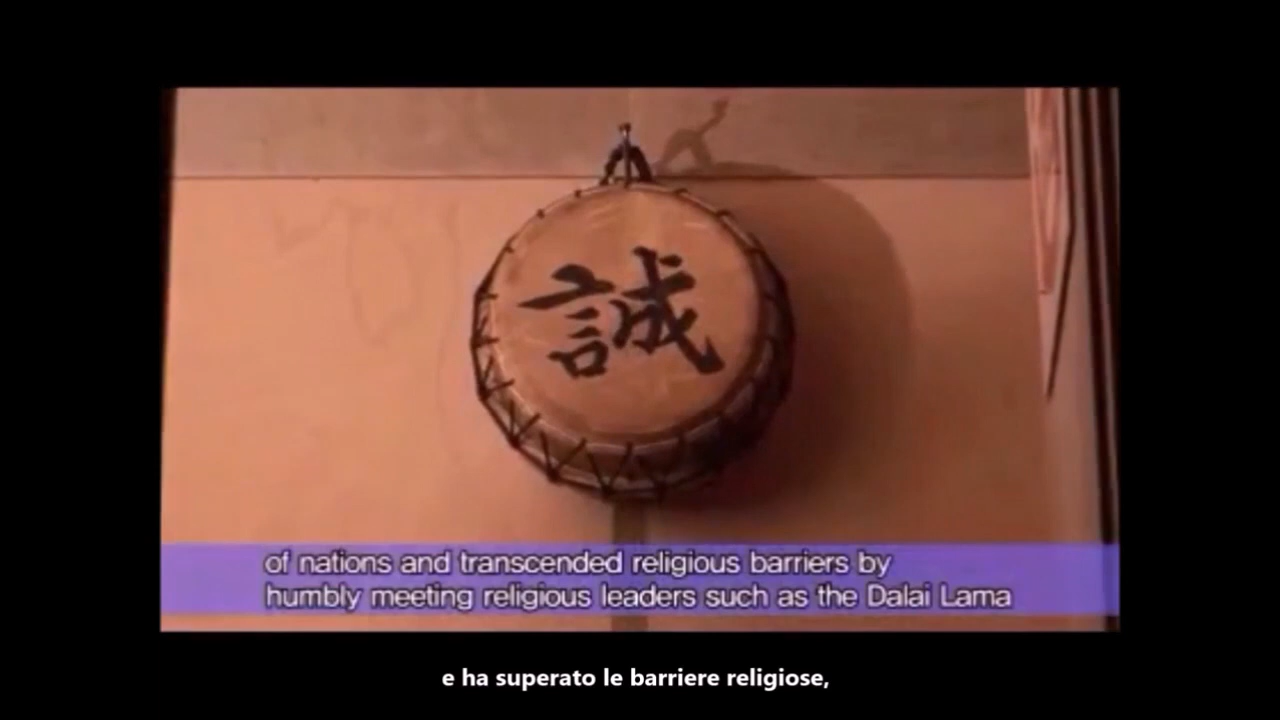 誠
of nations and transcended religious barriers by
humbly meeting religious leaders such as the Dalai Lama
e ha superato le barriere religiose,